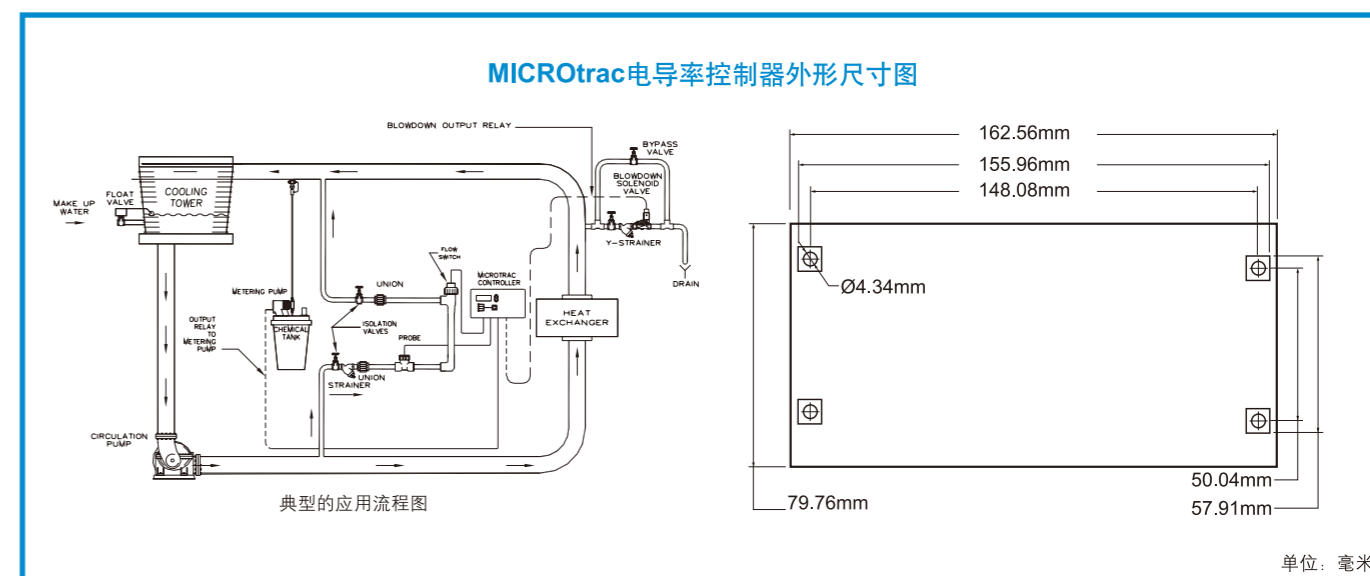 MICROtrac电导率控制器外形尺寸图
BLOWDOWN OUTPUT RELAY
BYPASS
VALVE
BLOWDOWN
SOLENOID
VALVE
COOLING
TOWER
FLOAT
VALVE
MAKE UP
WATER
Y-STRAINER
DRAIN
FLOW
SWITCH
MICROTRAC
CONTROLLER
UNION
METERING PUMP
CHEMICAL
TANK
OUTPUT
RELAY
TO
METERING
PUMP
ISOLATION
VALVES
PROBE
HEAT
EXCHANGER
UNION
STRAINER
CIRCULATION
PUMP
典型的应用流程图
162.56mm
155.96mm
148.08mm
Ø4.34mm
50.04mm
79.76mm
57.91mm
单位：毫米